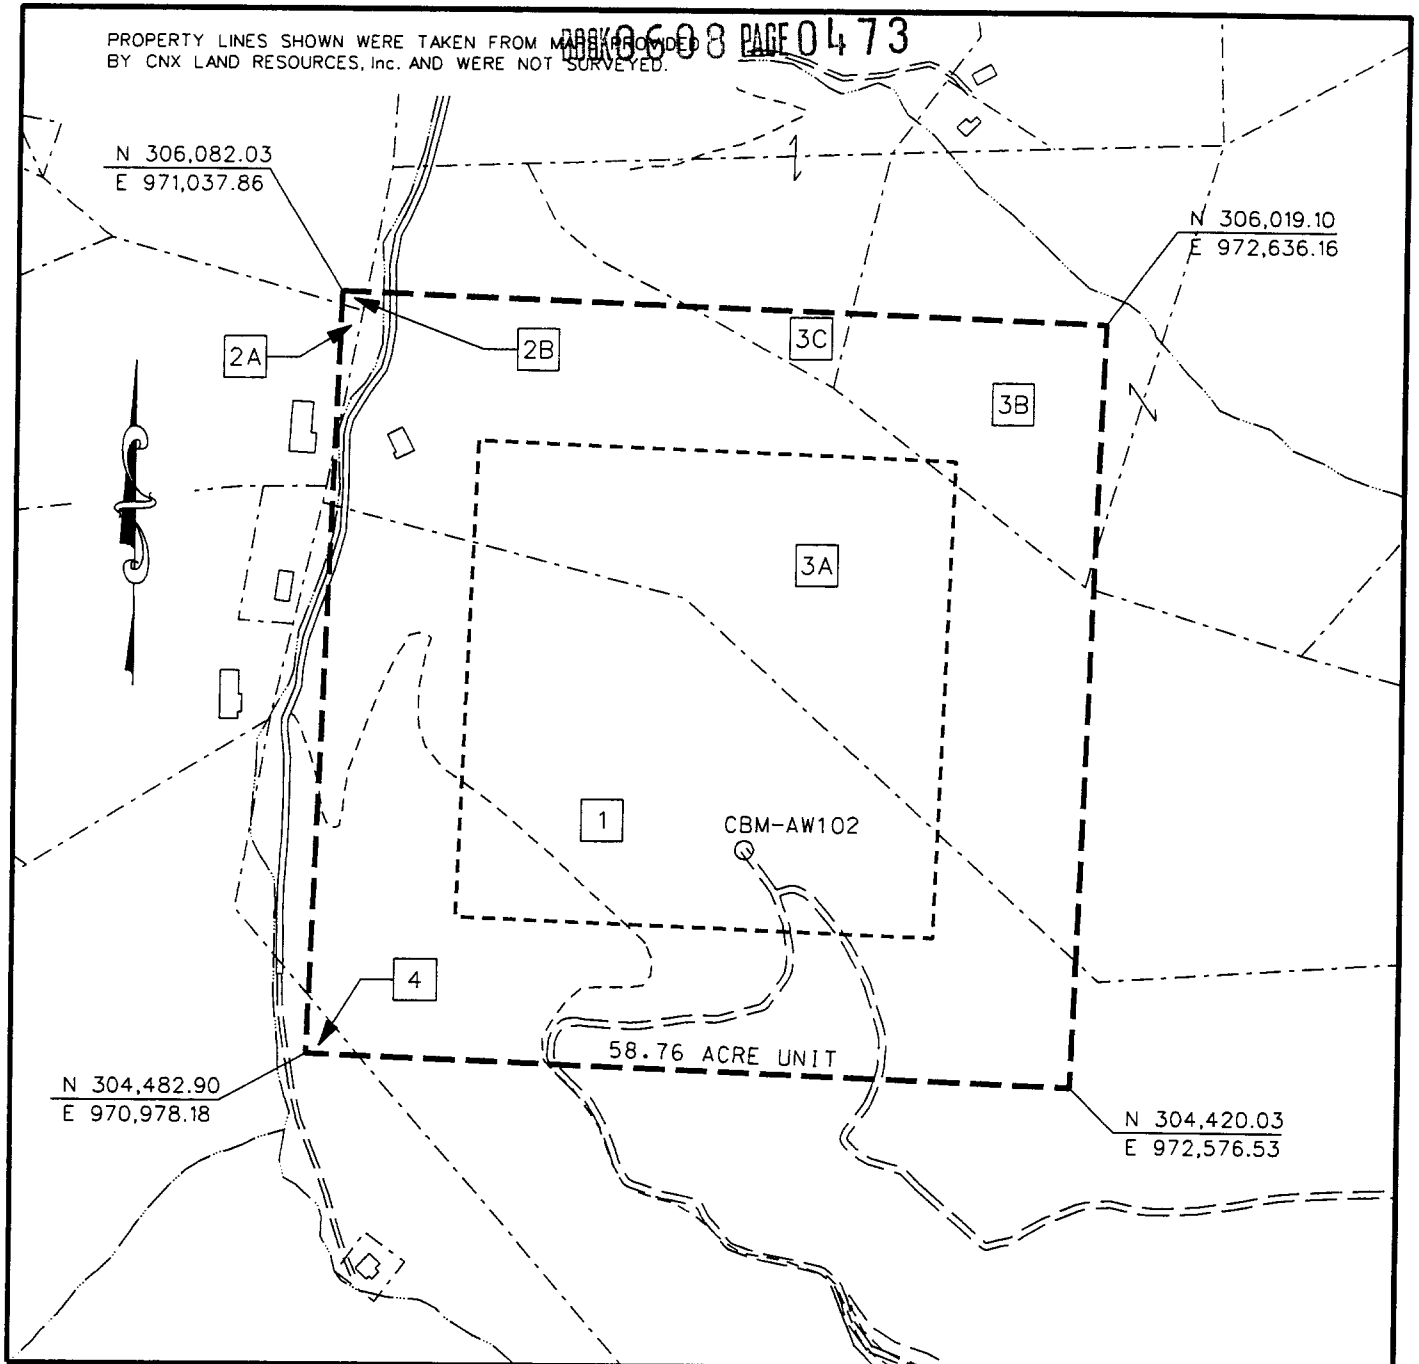 BOOK 0608 PAGE 0473
PROPERTY LINES SHOWN WERE TAKEN FROM MAPS PROVIDED
BY CNX LAND RESOURCES, Inc. AND WERE NOT SURVEYED.
N 306,082.03
E 971,037.86
N 306,019.10
E 972,636.16
2A
2B
3C
3B
3A
1
CBM-AW102
4
58.76 ACRE UNIT
N 304,482.90
E 970,978.18
N 304,420.03
E 972,576.53